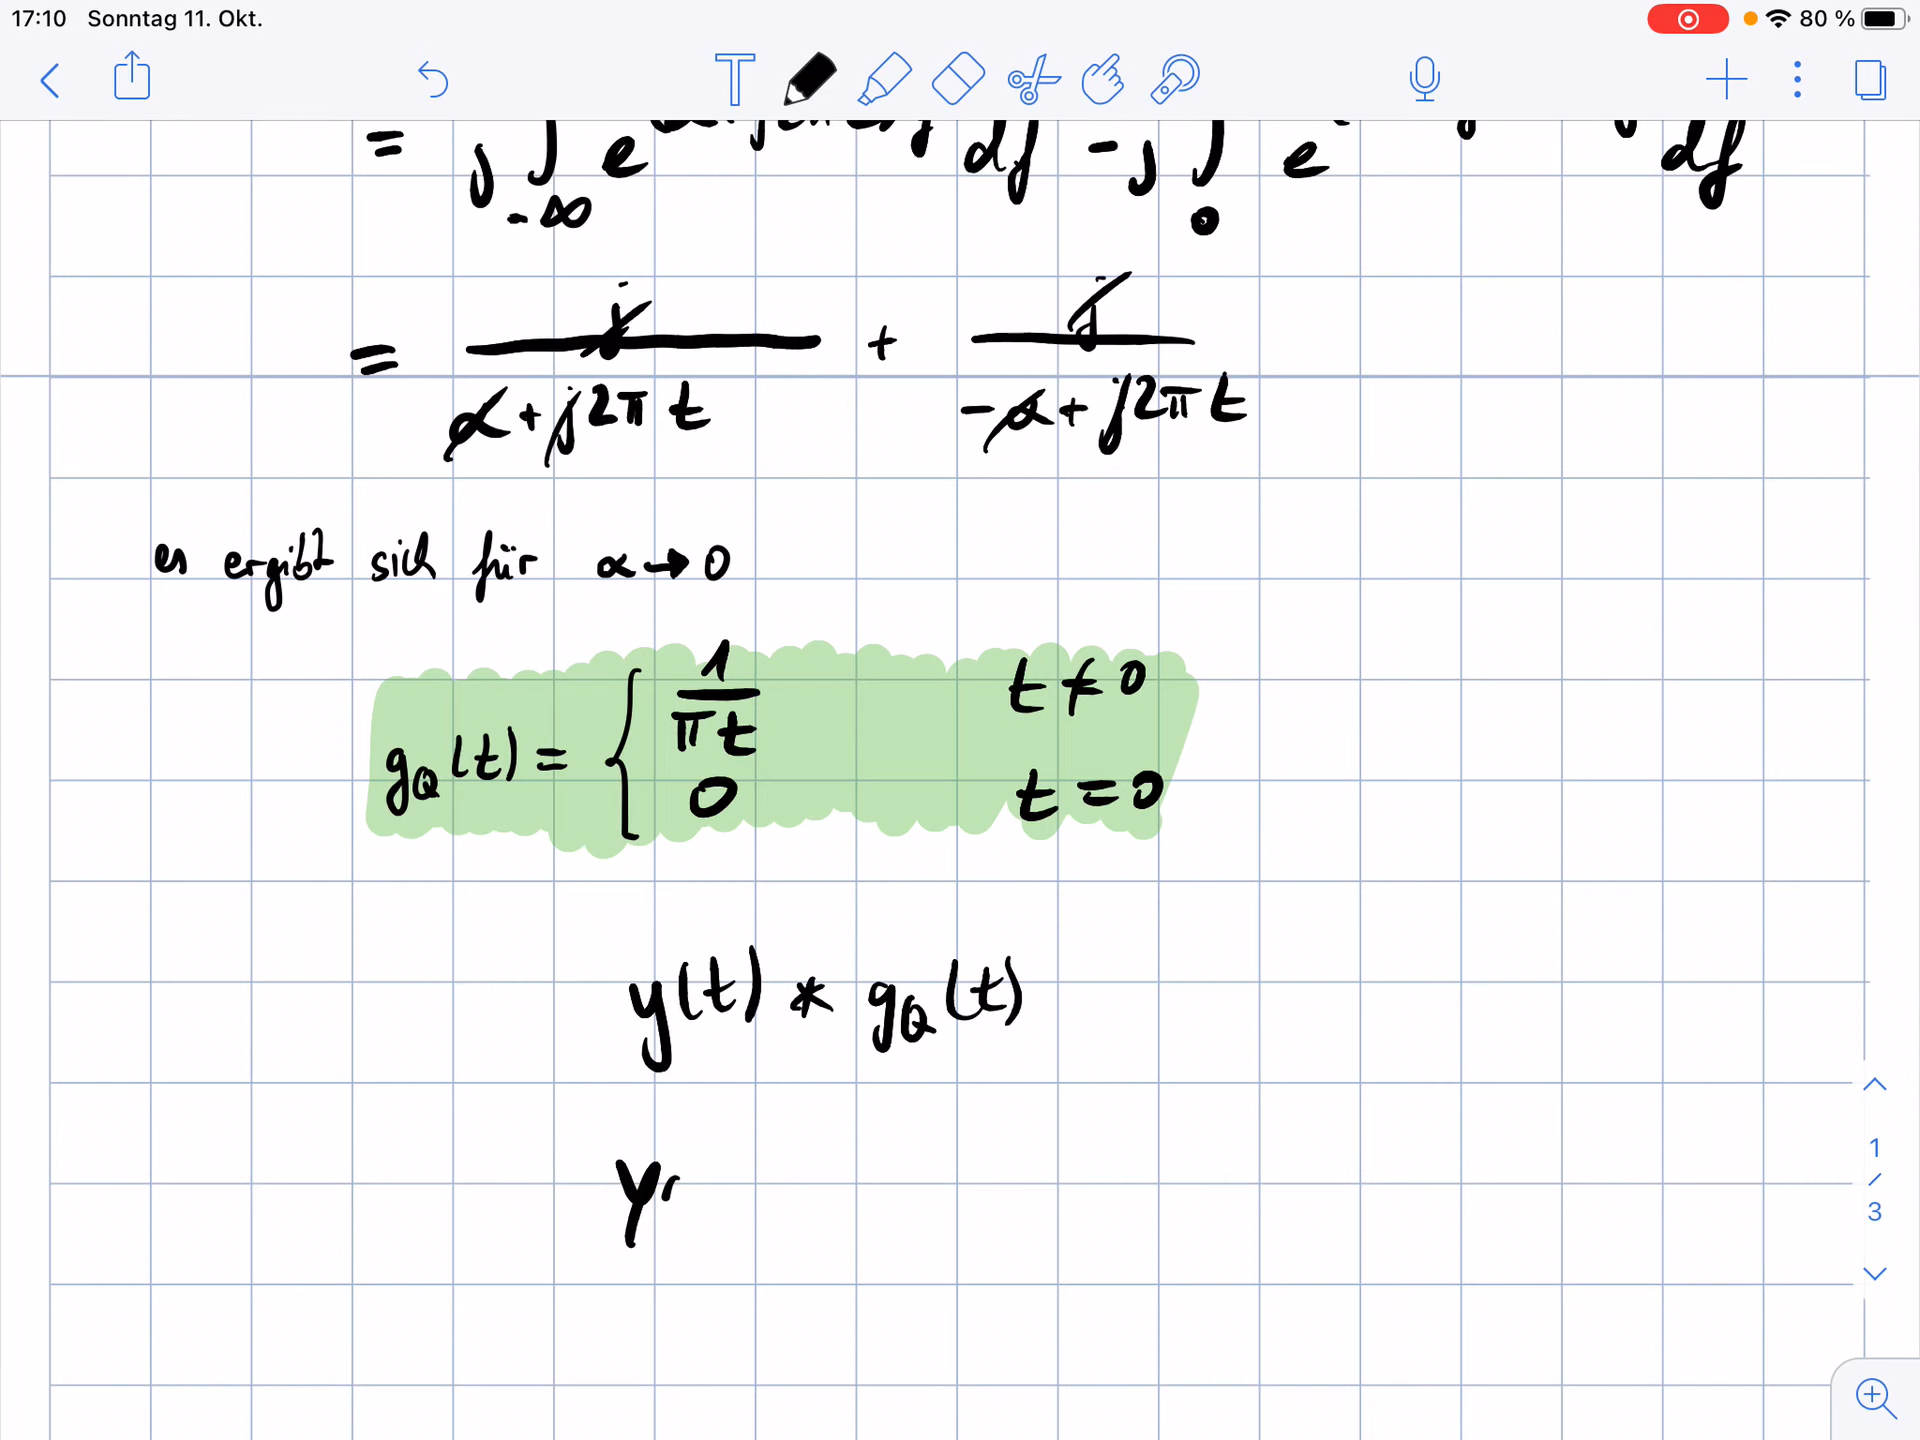 17:10 Sonntag 11. Okt. 80 %
T
= j ∫ e df - j ∫ e df
-∞ 0
= j/(α+j2πt) + j/(-α+j2πt)
es ergibt sich für α → 0
g_Q(t) = { 1/(πt) t ≠ 0
0 t = 0
y(t) * g_Q(t)
1
/
3